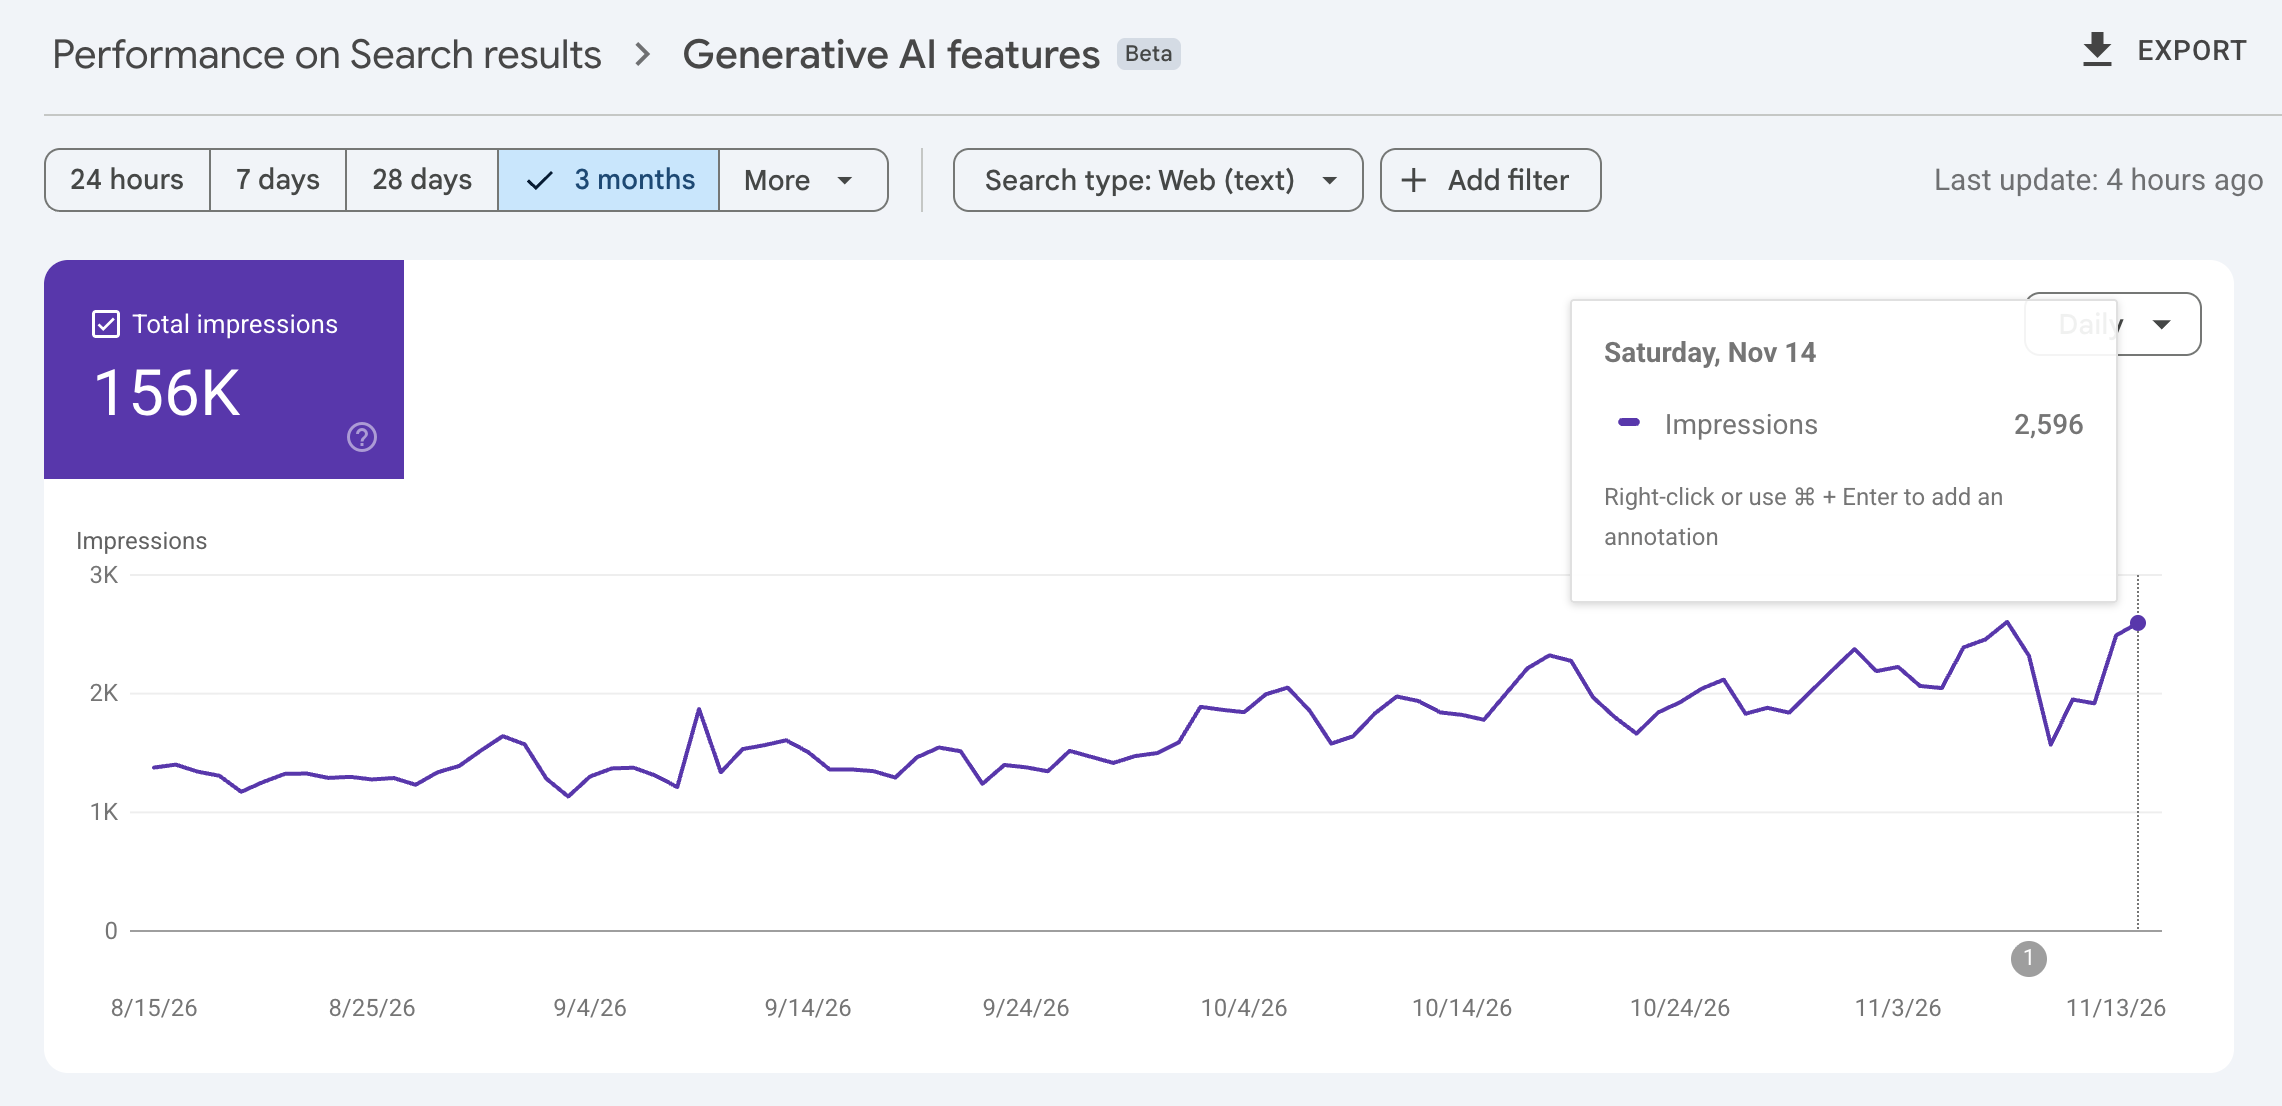 Performance on Search results > Generative AI features Beta
EXPORT
24 hours 7 days 28 days 3 months More
Search type: Web (text) + Add filter
Last update: 4 hours ago
Total impressions
156K
?
Daily
Saturday, Nov 14
Impressions 2,596
Right-click or use ⌘ + Enter to add an
annotation
Impressions
3K
2K
1K
0
1
8/15/26 8/25/26 9/4/26 9/14/26 9/24/26 10/4/26 10/14/26 10/24/26 11/3/26 11/13/26